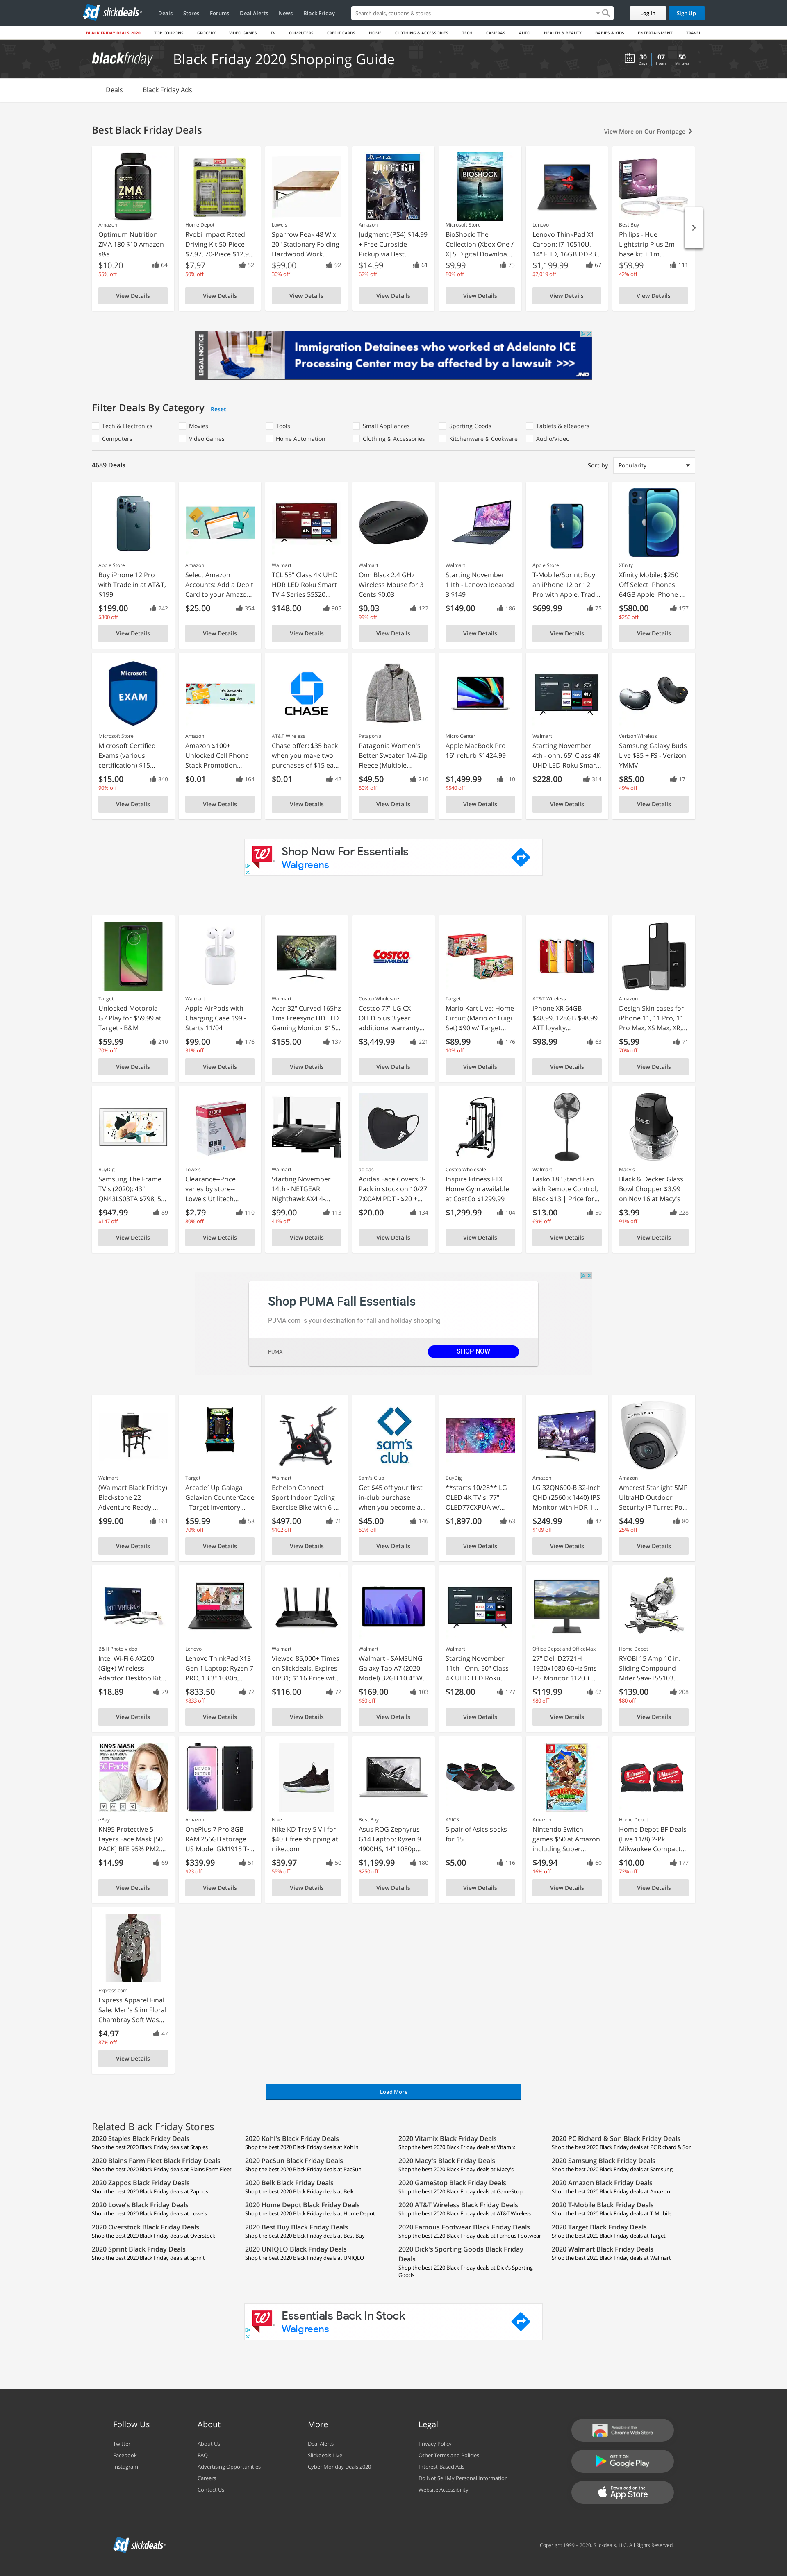 slickdeals
Deals Stores Forums Deal Alerts News Black Friday
Search deals, coupons & stores
Log In Sign Up
BLACK FRIDAY DEALS 2020 TOP COUPONS GROCERY VIDEO GAMES TV COMPUTERS CREDIT CARDS HOME CLOTHING & ACCESSORIES TECH CAMERAS AUTO HEALTH & BEAUTY BABIES & KIDS ENTERTAINMENT TRAVEL
blackfriday Black Friday 2020 Shopping Guide
30 07 50
Days Hours Minutes
Deals Black Friday Ads
Best Black Friday Deals View More on Our Frontpage
Amazon
Optimum Nutrition
ZMA 180 $10 Amazon
s&s
$10.20 64
55% off
View Details
Home Depot
Ryobi Impact Rated
Driving Kit 50-Piece
$7.97, 70-Piece $12.9...
$7.97 52
50% off
View Details
Lowe's
Sparrow Peak 48 W x
20" Stationary Folding
Hardwood Work...
$99.00 92
30% off
View Details
Amazon
Judgment (PS4) $14.99
+ Free Curbside
Pickup via Best...
$14.99 61
62% off
View Details
Microsoft Store
BioShock: The
Collection (Xbox One /
X|S Digital Downloa...
$9.99 73
80% off
View Details
Lenovo
Lenovo ThinkPad X1
Carbon: i7-10510U,
14" FHD, 16GB DDR3...
$1,199.99 67
$2,019 off
View Details
Best Buy
Philips - Hue
Lightstrip Plus 2m
base kit + 1m...
$59.99 111
42% off
View Details
LEGAL NOTICE
Immigration Detainees who worked at Adelanto ICE
Processing Center may be affected by a lawsuit >>>
JND
Filter Deals By Category Reset
Tech & Electronics Movies Tools Small Appliances Sporting Goods Tablets & eReaders
Computers Video Games Home Automation Clothing & Accessories Kitchenware & Cookware Audio/Video
4689 Deals Sort by Popularity
Apple Store
Buy iPhone 12 Pro
with Trade in at AT&T,
$199
$199.00 242
$800 off
View Details
Amazon
Select Amazon
Accounts: Add a Debit
Card to your Amazo...
$25.00 354
View Details
Walmart
TCL 55" Class 4K UHD
HDR LED Roku Smart
TV 4 Series 55S20...
$148.00 905
View Details
Walmart
Onn Black 2.4 GHz
Wireless Mouse for 3
Cents $0.03
$0.03 122
99% off
View Details
Walmart
Starting November
11th - Lenovo Ideapad
3 $149
$149.00 186
View Details
Apple Store
T-Mobile/Sprint: Buy
an iPhone 12 or 12
Pro with Apple, Trad...
$699.99 75
View Details
Xfinity
Xfinity Mobile: $250
Off Select iPhones:
64GB Apple iPhone ...
$580.00 157
$250 off
View Details
Microsoft
EXAM
Microsoft Store
Microsoft Certified
Exams (various
certification) $15...
$15.00 340
90% off
View Details
Amazon
Amazon $100+
Unlocked Cell Phone
Stack Promotion...
$0.01 164
View Details
CHASE
AT&T Wireless
Chase offer: $35 back
when you make two
purchases of $15 ea...
$0.01 42
View Details
Patagonia
Patagonia Women's
Better Sweater 1/4-Zip
Fleece (Multiple...
$49.50 216
50% off
View Details
Micro Center
Apple MacBook Pro
16" refurb $1424.99
$1,499.99 110
$540 off
View Details
Walmart
Starting November
4th - onn. 65" Class 4K
UHD LED Roku Smar...
$228.00 314
View Details
Verizon Wireless
Samsung Galaxy Buds
Live $85 + FS - Verizon
YMMV
$85.00 171
49% off
View Details
Shop Now For Essentials
Walgreens
Target
Unlocked Motorola
G7 Play for $59.99 at
Target - B&M
$59.99 210
70% off
View Details
Walmart
Apple AirPods with
Charging Case $99 -
Starts 11/04
$99.00 176
31% off
View Details
Walmart
Acer 32" Curved 165hz
1ms Freesync HD LED
Gaming Monitor $15...
$155.00 137
View Details
COSTCO
WHOLESALE
Costco Wholesale
Costco 77" LG CX
OLED plus 3 year
additional warranty...
$3,449.99 221
View Details
Target
Mario Kart Live: Home
Circuit (Mario or Luigi
Set) $90 w/ Target...
$89.99 176
10% off
View Details
AT&T Wireless
iPhone XR 64GB
$48.99, 128GB $98.99
ATT loyalty...
$98.99 63
View Details
Amazon
Design Skin cases for
iPhone 11, 11 Pro, 11
Pro Max, XS Max, XR,...
$5.99 71
70% off
View Details
BuyDig
Samsung The Frame
TV's (2020): 43"
QN43LS03TA $798, 5...
$947.99 89
$147 off
View Details
Lowe's
Clearance--Price
varies by store--
Lowe's Utilitech...
$2.79 110
80% off
View Details
Walmart
Starting November
14th - NETGEAR
Nighthawk AX4 4-...
$99.00 113
41% off
View Details
adidas
Adidas Face Covers 3-
Pack in stock on 10/27
7:00AM PDT - $20 +...
$20.00 134
View Details
Costco Wholesale
Inspire Fitness FTX
Home Gym available
at CostCo $1299.99
$1,299.99 104
View Details
Walmart
Lasko 18" Stand Fan
with Remote Control,
Black $13 | Price for...
$13.00 50
69% off
View Details
Macy's
Black & Decker Glass
Bowl Chopper $3.99
on Nov 16 at Macy's
$3.99 228
91% off
View Details
Shop PUMA Fall Essentials
PUMA.com is your destination for fall and holiday shopping
PUMA SHOP NOW
Walmart
(Walmart Black Friday)
Blackstone 22
Adventure Ready,...
$99.00 161
View Details
Target
Arcade1Up Galaga
Galaxian CounterCade
- Target Inventory...
$59.99 58
70% off
View Details
Walmart
Echelon Connect
Sport Indoor Cycling
Exercise Bike with 6-...
$497.00 71
$102 off
View Details
sam's
club
Sam's Club
Get $45 off your first
in-club purchase
when you become a...
$45.00 146
50% off
View Details
BuyDig
**starts 10/28** LG
OLED 4K TV's: 77"
OLED77CXPUA w/...
$1,897.00 63
View Details
Amazon
LG 32QN600-B 32-Inch
QHD (2560 x 1440) IPS
Monitor with HDR 1...
$249.99 47
$109 off
View Details
AMCREST
Amazon
Amcrest Starlight 5MP
UltraHD Outdoor
Security IP Turret Po...
$44.99 80
25% off
View Details
B&H Photo Video
Intel Wi-Fi 6 AX200
(Gig+) Wireless
Adaptor Desktop Kit...
$18.89 79
View Details
Lenovo
Lenovo ThinkPad X13
Gen 1 Laptop: Ryzen 7
PRO, 13.3" 1080p,...
$833.50 72
$833 off
View Details
Walmart
Viewed 85,000+ Times
on Slickdeals, Expires
10/31; $116 Price wit...
$116.00 72
View Details
Walmart
Walmart - SAMSUNG
Galaxy Tab A7 (2020
Model) 32GB 10.4" W...
$169.00 103
$60 off
View Details
Walmart
Starting November
11th - Onn. 50" Class
4K UHD LED Roku...
$128.00 177
View Details
Office Depot and OfficeMax
27" Dell D2721H
1920x1080 60Hz 5ms
IPS Monitor $120 +...
$119.99 62
$80 off
View Details
Home Depot
RYOBI 15 Amp 10 in.
Sliding Compound
Miter Saw-TSS103...
$139.00 208
$80 off
View Details
KN95 MASK
50 Pack
eBay
KN95 Protective 5
Layers Face Mask [50
PACK] BFE 95% PM2....
$14.99 69
View Details
Amazon
OnePlus 7 Pro 8GB
RAM 256GB storage
US Model GM1915 T-...
$339.99 51
$23 off
View Details
Nike
Nike KD Trey 5 VII for
$40 + free shipping at
nike.com
$39.97 50
55% off
View Details
Best Buy
Asus ROG Zephyrus
G14 Laptop: Ryzen 9
4900HS, 14" 1080p...
$1,199.99 180
$250 off
View Details
ASICS
5 pair of Asics socks
for $5
$5.00 116
View Details
Amazon
Nintendo Switch
games $50 at Amazon
including Super...
$49.94 60
16% off
View Details
Home Depot
Home Depot BF Deals
(Live 11/8) 2-Pk
Milwaukee Compact...
$10.00 177
72% off
View Details
Express.com
Express Apparel Final
Sale: Men's Slim Floral
Chambray Soft Was...
$4.97 47
87% off
View Details
Load More
Related Black Friday Stores
2020 Staples Black Friday Deals
Shop the best 2020 Black Friday deals at Staples
2020 Kohl's Black Friday Deals
Shop the best 2020 Black Friday deals at Kohl's
2020 Vitamix Black Friday Deals
Shop the best 2020 Black Friday deals at Vitamix
2020 PC Richard & Son Black Friday Deals
Shop the best 2020 Black Friday deals at PC Richard & Son
2020 Blains Farm Fleet Black Friday Deals
Shop the best 2020 Black Friday deals at Blains Farm Fleet
2020 PacSun Black Friday Deals
Shop the best 2020 Black Friday deals at PacSun
2020 Macy's Black Friday Deals
Shop the best 2020 Black Friday deals at Macy's
2020 Samsung Black Friday Deals
Shop the best 2020 Black Friday deals at Samsung
2020 Zappos Black Friday Deals
Shop the best 2020 Black Friday deals at Zappos
2020 Belk Black Friday Deals
Shop the best 2020 Black Friday deals at Belk
2020 GameStop Black Friday Deals
Shop the best 2020 Black Friday deals at GameStop
2020 Amazon Black Friday Deals
Shop the best 2020 Black Friday deals at Amazon
2020 Lowe's Black Friday Deals
Shop the best 2020 Black Friday deals at Lowe's
2020 Home Depot Black Friday Deals
Shop the best 2020 Black Friday deals at Home Depot
2020 AT&T Wireless Black Friday Deals
Shop the best 2020 Black Friday deals at AT&T Wireless
2020 T-Mobile Black Friday Deals
Shop the best 2020 Black Friday deals at T-Mobile
2020 Overstock Black Friday Deals
Shop the best 2020 Black Friday deals at Overstock
2020 Best Buy Black Friday Deals
Shop the best 2020 Black Friday deals at Best Buy
2020 Famous Footwear Black Friday Deals
Shop the best 2020 Black Friday deals at Famous Footwear
2020 Target Black Friday Deals
Shop the best 2020 Black Friday deals at Target
2020 Sprint Black Friday Deals
Shop the best 2020 Black Friday deals at Sprint
2020 UNIQLO Black Friday Deals
Shop the best 2020 Black Friday deals at UNIQLO
2020 Dick's Sporting Goods Black Friday
Deals
Shop the best 2020 Black Friday deals at Dick's Sporting
Goods
2020 Walmart Black Friday Deals
Shop the best 2020 Black Friday deals at Walmart
Essentials Back In Stock
Walgreens
Follow Us
Twitter
Facebook
Instagram
About
About Us
FAQ
Advertising Opportunities
Careers
Contact Us
More
Deal Alerts
Slickdeals Live
Cyber Monday Deals 2020
Legal
Privacy Policy
Other Terms and Policies
Interest-Based Ads
Do Not Sell My Personal Information
Website Accessibility
Available in the
Chrome Web Store
GET IT ON
Google Play
Download on the
App Store
slickdeals
Copyright 1999 – 2020. Slickdeals, LLC. All Rights Reserved.